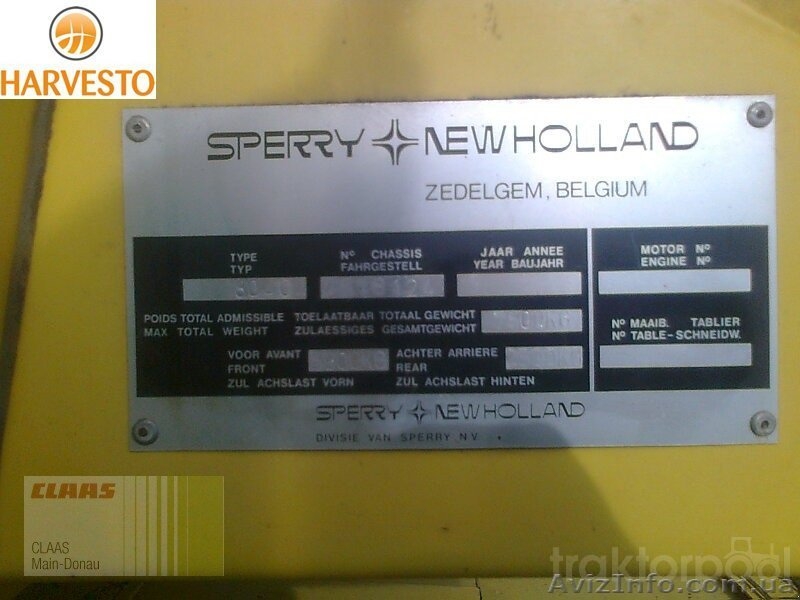 HARVESTO
SPERRY NEW HOLLAND
ZEDELGEM, BELGIUM
TYPE
TYP
Nº CHASSIS
FAHRGESTELL
JAAR ANNEE
YEAR BAUJAHR
MOTOR Nº
ENGINE Nº
POIDS TOTAL ADMISSIBLE TOELAATBAAR TOTAAL GEWICHT
MAX TOTAL WEIGHT ZULAESSIGES GESAMTGEWICHT
Nº MAAIB. TABLIER
Nº TABLE-SCHNEIDW.
VOOR AVANT
FRONT
ZUL ACHSLAST VORN
ACHTER ARRIERE
REAR
ZUL ACHSLAST HINTEN
SPERRY NEW HOLLAND
DIVISIE VAN SPERRY N V
CLAAS
CLAAS
Main-Donau
traktorpool
AvizInfo.com.ua